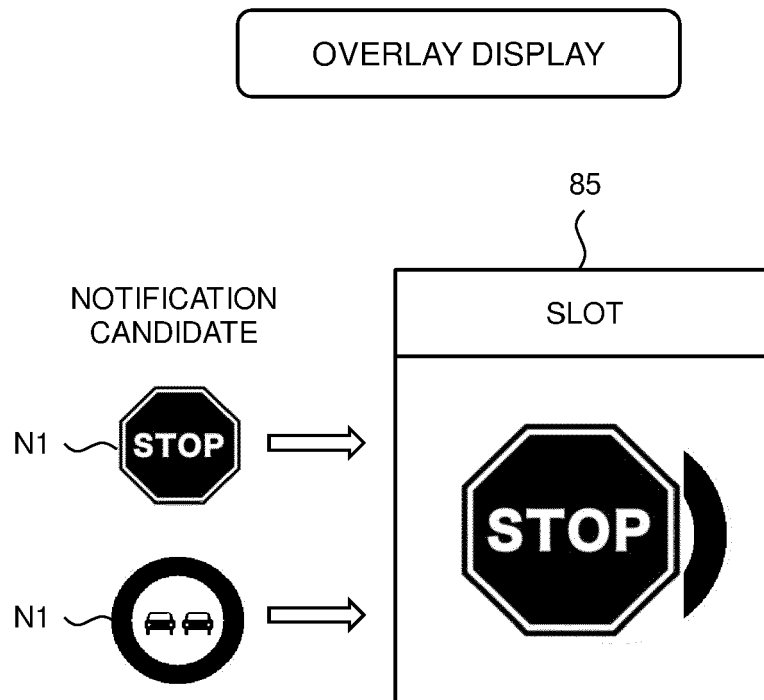 OVERLAY DISPLAY
85
NOTIFICATION
CANDIDATE
SLOT
N1
STOP
STOP
N1